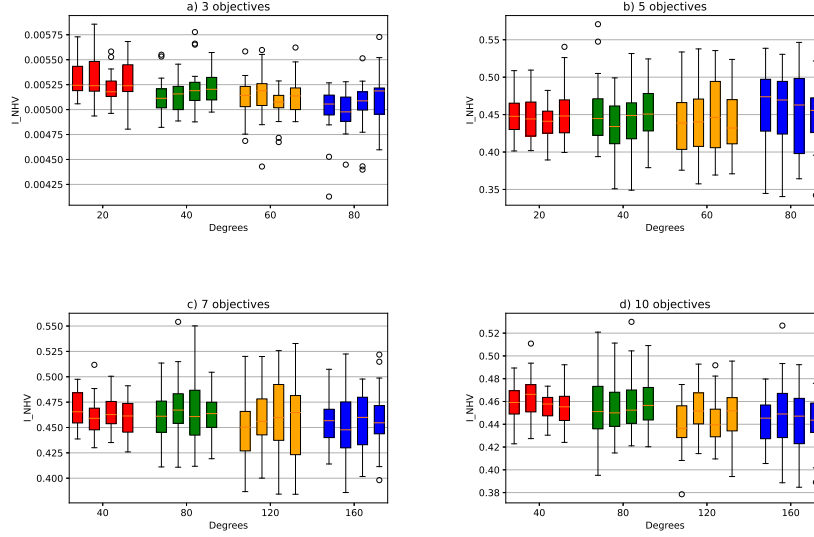 a) 3 objectives
0.00575
0.00550
0.00525
0.00500
0.00475
0.00450
0.00425
I_NHV
20 40 60 80
Degrees
b) 5 objectives
0.55
0.50
0.45
0.40
0.35
I_NHV
20 40 60 80
Degrees
c) 7 objectives
0.550
0.525
0.500
0.475
0.450
0.425
0.400
I_NHV
40 80 120 160
Degrees
d) 10 objectives
0.52
0.50
0.48
0.46
0.44
0.42
0.40
0.38
I_NHV
40 80 120 160
Degrees